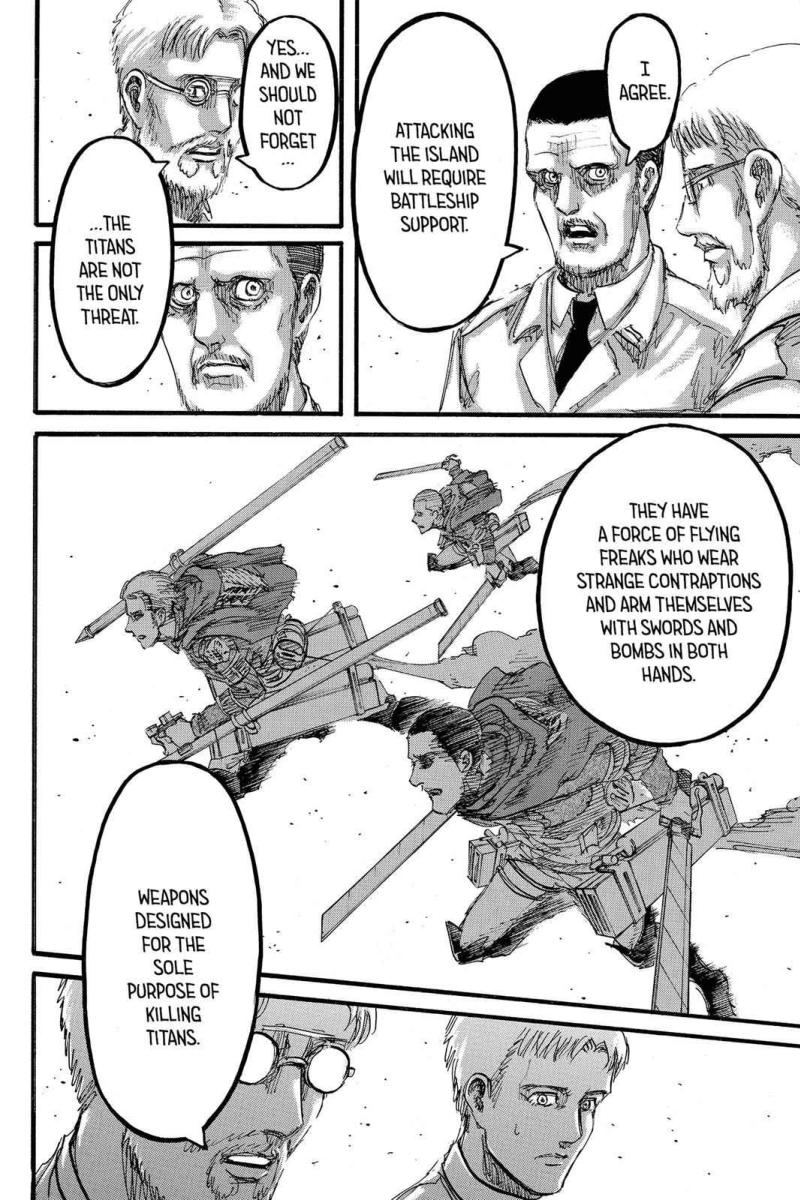 I
AGREE.
ATTACKING
THE ISLAND
WILL REQUIRE
BATTLESHIP
SUPPORT.
YES...
AND WE
SHOULD
NOT
FORGET
...
...THE
TITANS
ARE NOT
THE ONLY
THREAT.
THEY HAVE
A FORCE OF FLYING
FREAKS WHO WEAR
STRANGE CONTRAPTIONS
AND ARM THEMSELVES
WITH SWORDS AND
BOMBS IN BOTH
HANDS.
WEAPONS
DESIGNED
FOR THE
SOLE
PURPOSE OF
KILLING
TITANS.